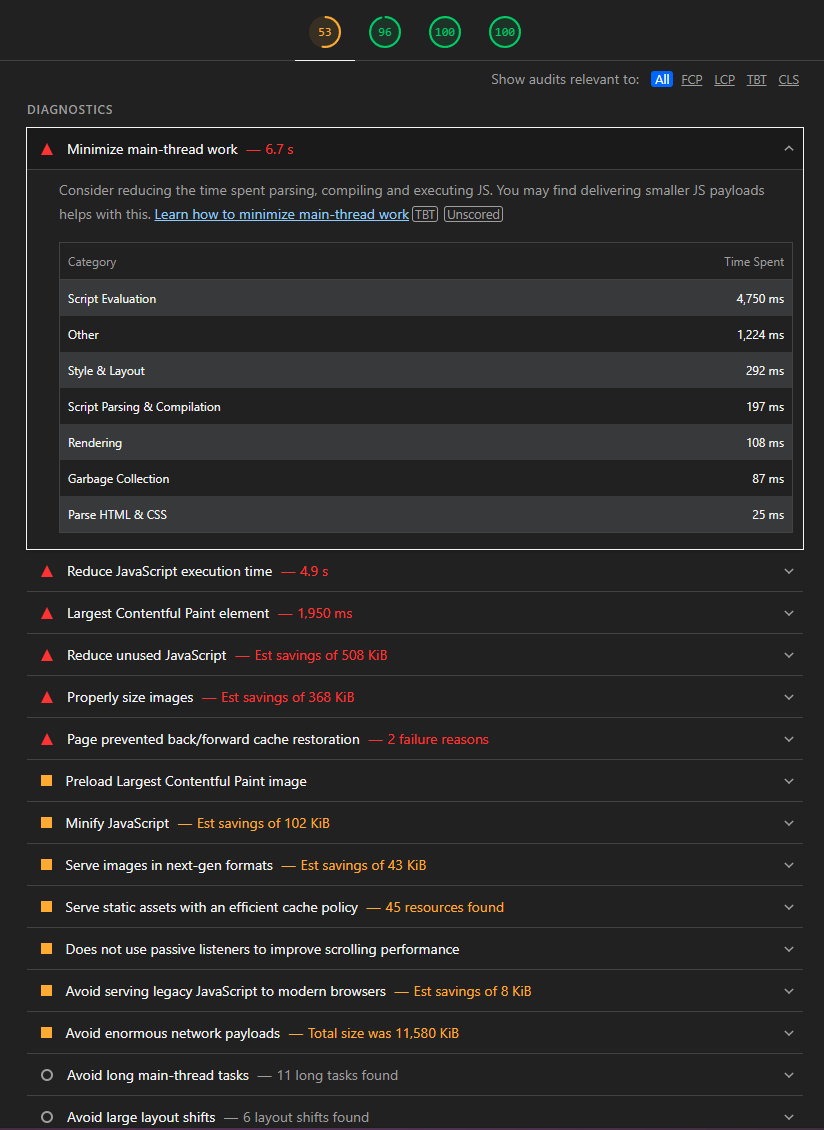 53 96 100 100
Show audits relevant to: All FCP LCP TBT CLS
DIAGNOSTICS
Minimize main-thread work — 6.7 s
Consider reducing the time spent parsing, compiling and executing JS. You may find delivering smaller JS payloads
helps with this. Learn how to minimize main-thread work TBT Unscored
Category Time Spent
Script Evaluation 4,750 ms
Other 1,224 ms
Style & Layout 292 ms
Script Parsing & Compilation 197 ms
Rendering 108 ms
Garbage Collection 87 ms
Parse HTML & CSS 25 ms
Reduce JavaScript execution time — 4.9 s
Largest Contentful Paint element — 1,950 ms
Reduce unused JavaScript — Est savings of 508 KiB
Properly size images — Est savings of 368 KiB
Page prevented back/forward cache restoration — 2 failure reasons
Preload Largest Contentful Paint image
Minify JavaScript — Est savings of 102 KiB
Serve images in next-gen formats — Est savings of 43 KiB
Serve static assets with an efficient cache policy — 45 resources found
Does not use passive listeners to improve scrolling performance
Avoid serving legacy JavaScript to modern browsers — Est savings of 8 KiB
Avoid enormous network payloads — Total size was 11,580 KiB
Avoid long main-thread tasks — 11 long tasks found
Avoid large layout shifts — 6 layout shifts found